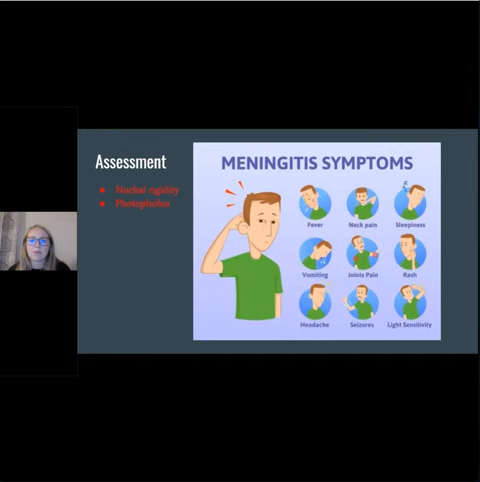 Assessment
Nuchal rigidity
Photophobia
MENINGITIS SYMPTOMS
Fever
Neck pain
Sleepiness
Vomiting
Joints Pain
Rash
Headache
Seizures
Light Sensitivity